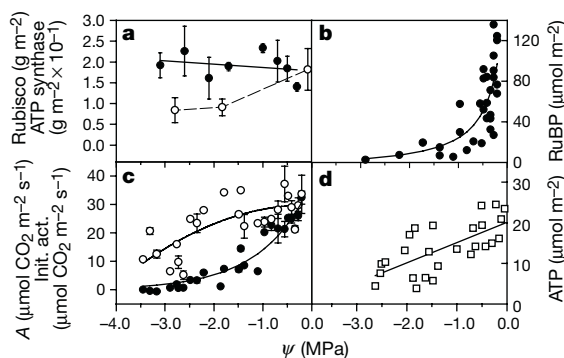 a
b
c
d
Rubisco (g m⁻²)
ATP synthase
(g m⁻² × 10⁻¹)
3.0
2.5
2.0
1.5
1.0
0.5
0.0
140
120
80
40
0
RuBP
(μmol m⁻²)
A (μmol CO₂ m⁻² s⁻¹)
Init. act.
(μmol CO₂ m⁻² s⁻¹)
40
30
20
10
0
30
20
10
0
ATP
(μmol m⁻²)
-4.0 -3.0 -2.0 -1.0 0.0
-3.0 -2.0 -1.0 0.0
ψ (MPa)